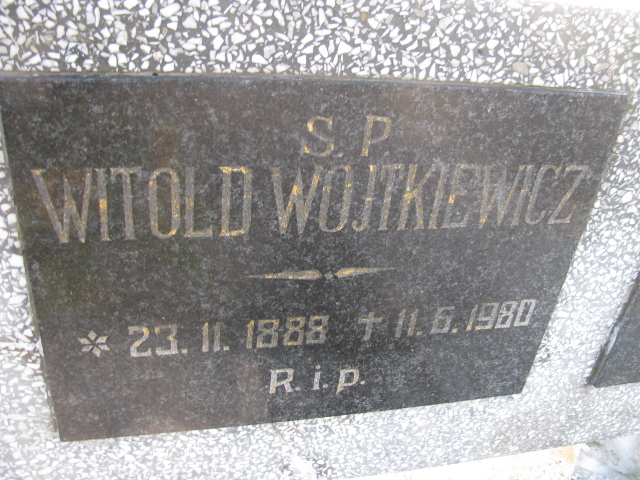 S. P.
WITOLD WOJTKIEWICZ
* 23. 11. 1888 † 11. 6. 1980
R. i. p.